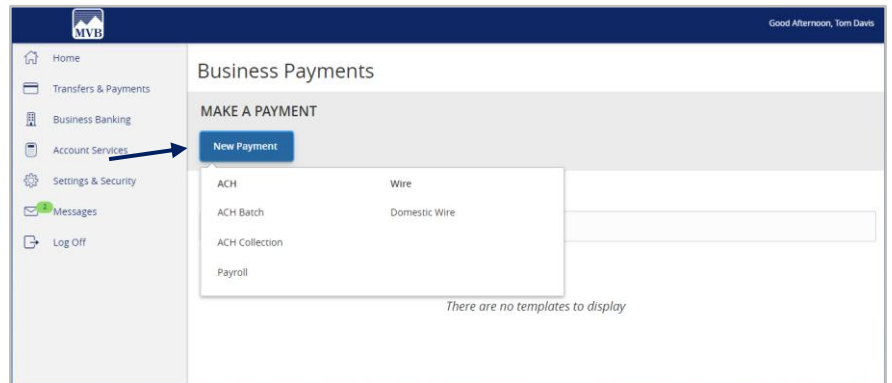 MVB
Good Afternoon, Tom Davis
Home
Transfers & Payments
Business Banking
Account Services
Settings & Security
2
Messages
Log Off
Business Payments
MAKE A PAYMENT
New Payment
ACH
Wire
ACH Batch
Domestic Wire
ACH Collection
Payroll
There are no templates to display